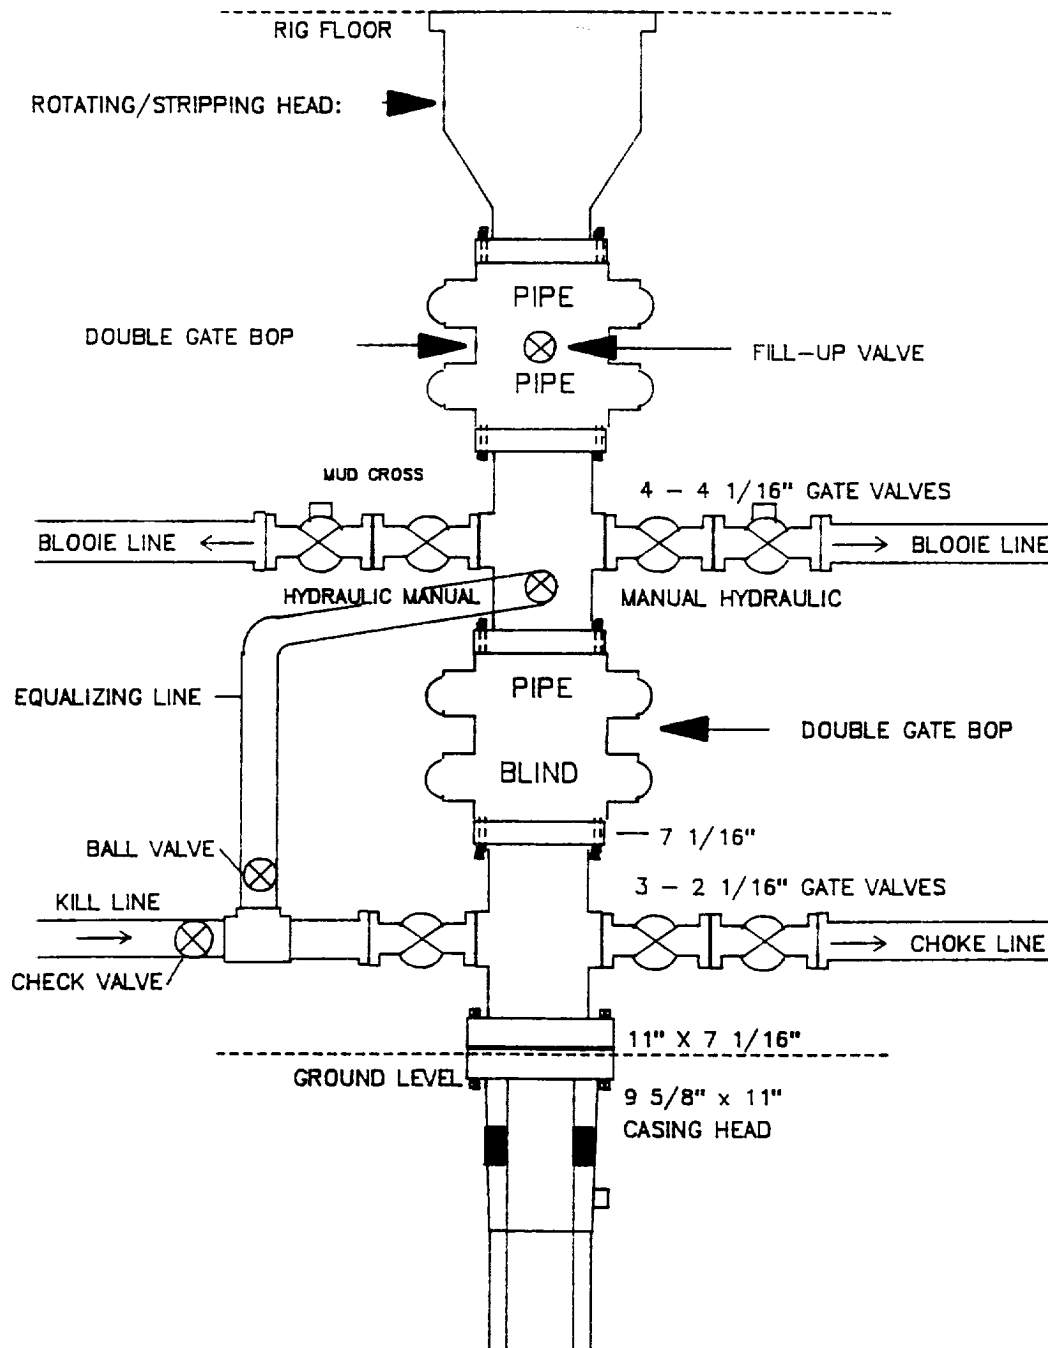 RIG FLOOR
ROTATING/STRIPPING HEAD:
PIPE
DOUBLE GATE BOP
FILL-UP VALVE
PIPE
MUD CROSS
4 - 4 1/16" GATE VALVES
BLOOIE LINE
BLOOIE LINE
HYDRAULIC MANUAL
MANUAL HYDRAULIC
EQUALIZING LINE
PIPE
DOUBLE GATE BOP
BLIND
7 1/16"
BALL VALVE
3 - 2 1/16" GATE VALVES
KILL LINE
CHOKE LINE
CHECK VALVE
11" X 7 1/16"
GROUND LEVEL
9 5/8" x 11"
CASING HEAD